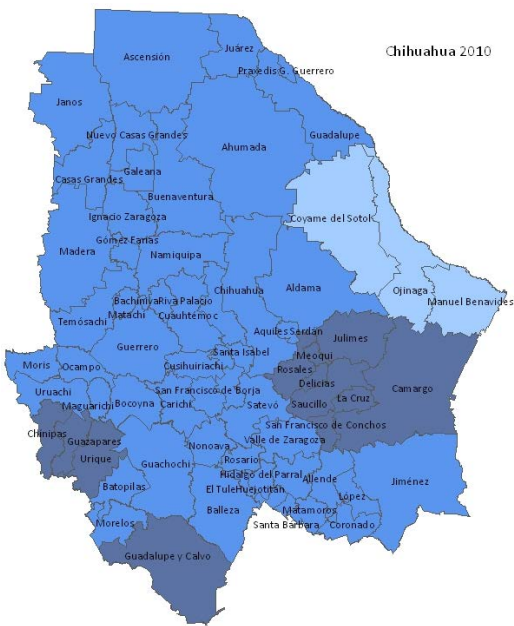 Chihuahua 2010
Juárez
Ascensión
Praxedis G. Guerrero
Janos
Nuevo Casas Grandes
Guadalupe
Ahumada
Galeana
Casas Grandes
Buenaventura
Ignacio Zaragoza
Coyame del Sotol
Gómez Farías
Madera
Namiquipa
Chihuahua
Aldama
Ojinaga
Manuel Benavides
Bachíniva
Riva Palacio
Matachí
Cuauhtémoc
Temósachi
Aquiles Serdán
Guerrero
Julimes
Santa Isabel
Meoqui
Moris
Ocampo
Cusihuiriachi
Rosales
Delicias
Camargo
Uruachi
San Francisco de Borja
Maguarichi
Bocoyna
Carichi
Satevó
Saucillo
La Cruz
San Francisco de Conchos
Chínipas
Guazapares
Nonoava
Valle de Zaragoza
Urique
Guachochi
Rosario
Hidalgo del Parral
Allende
Jiménez
Batopilas
El Tule
Huejotitán
López
Balleza
Matamoros
Morelos
Santa Bárbara
Coronado
Guadalupe y Calvo